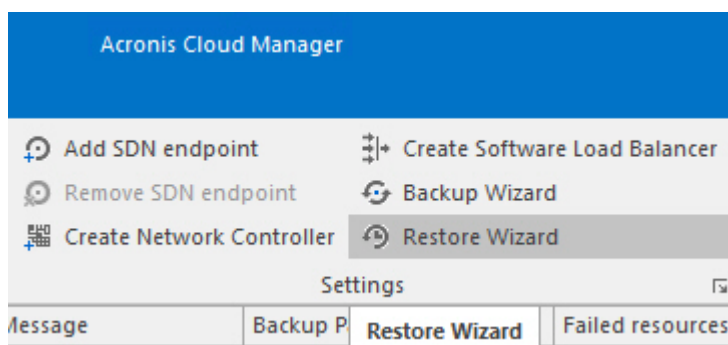 Acronis Cloud Manager
Add SDN endpoint
Create Software Load Balancer
Remove SDN endpoint
Backup Wizard
Create Network Controller
Restore Wizard
Settings
Backup
Restore Wizard
Failed resources